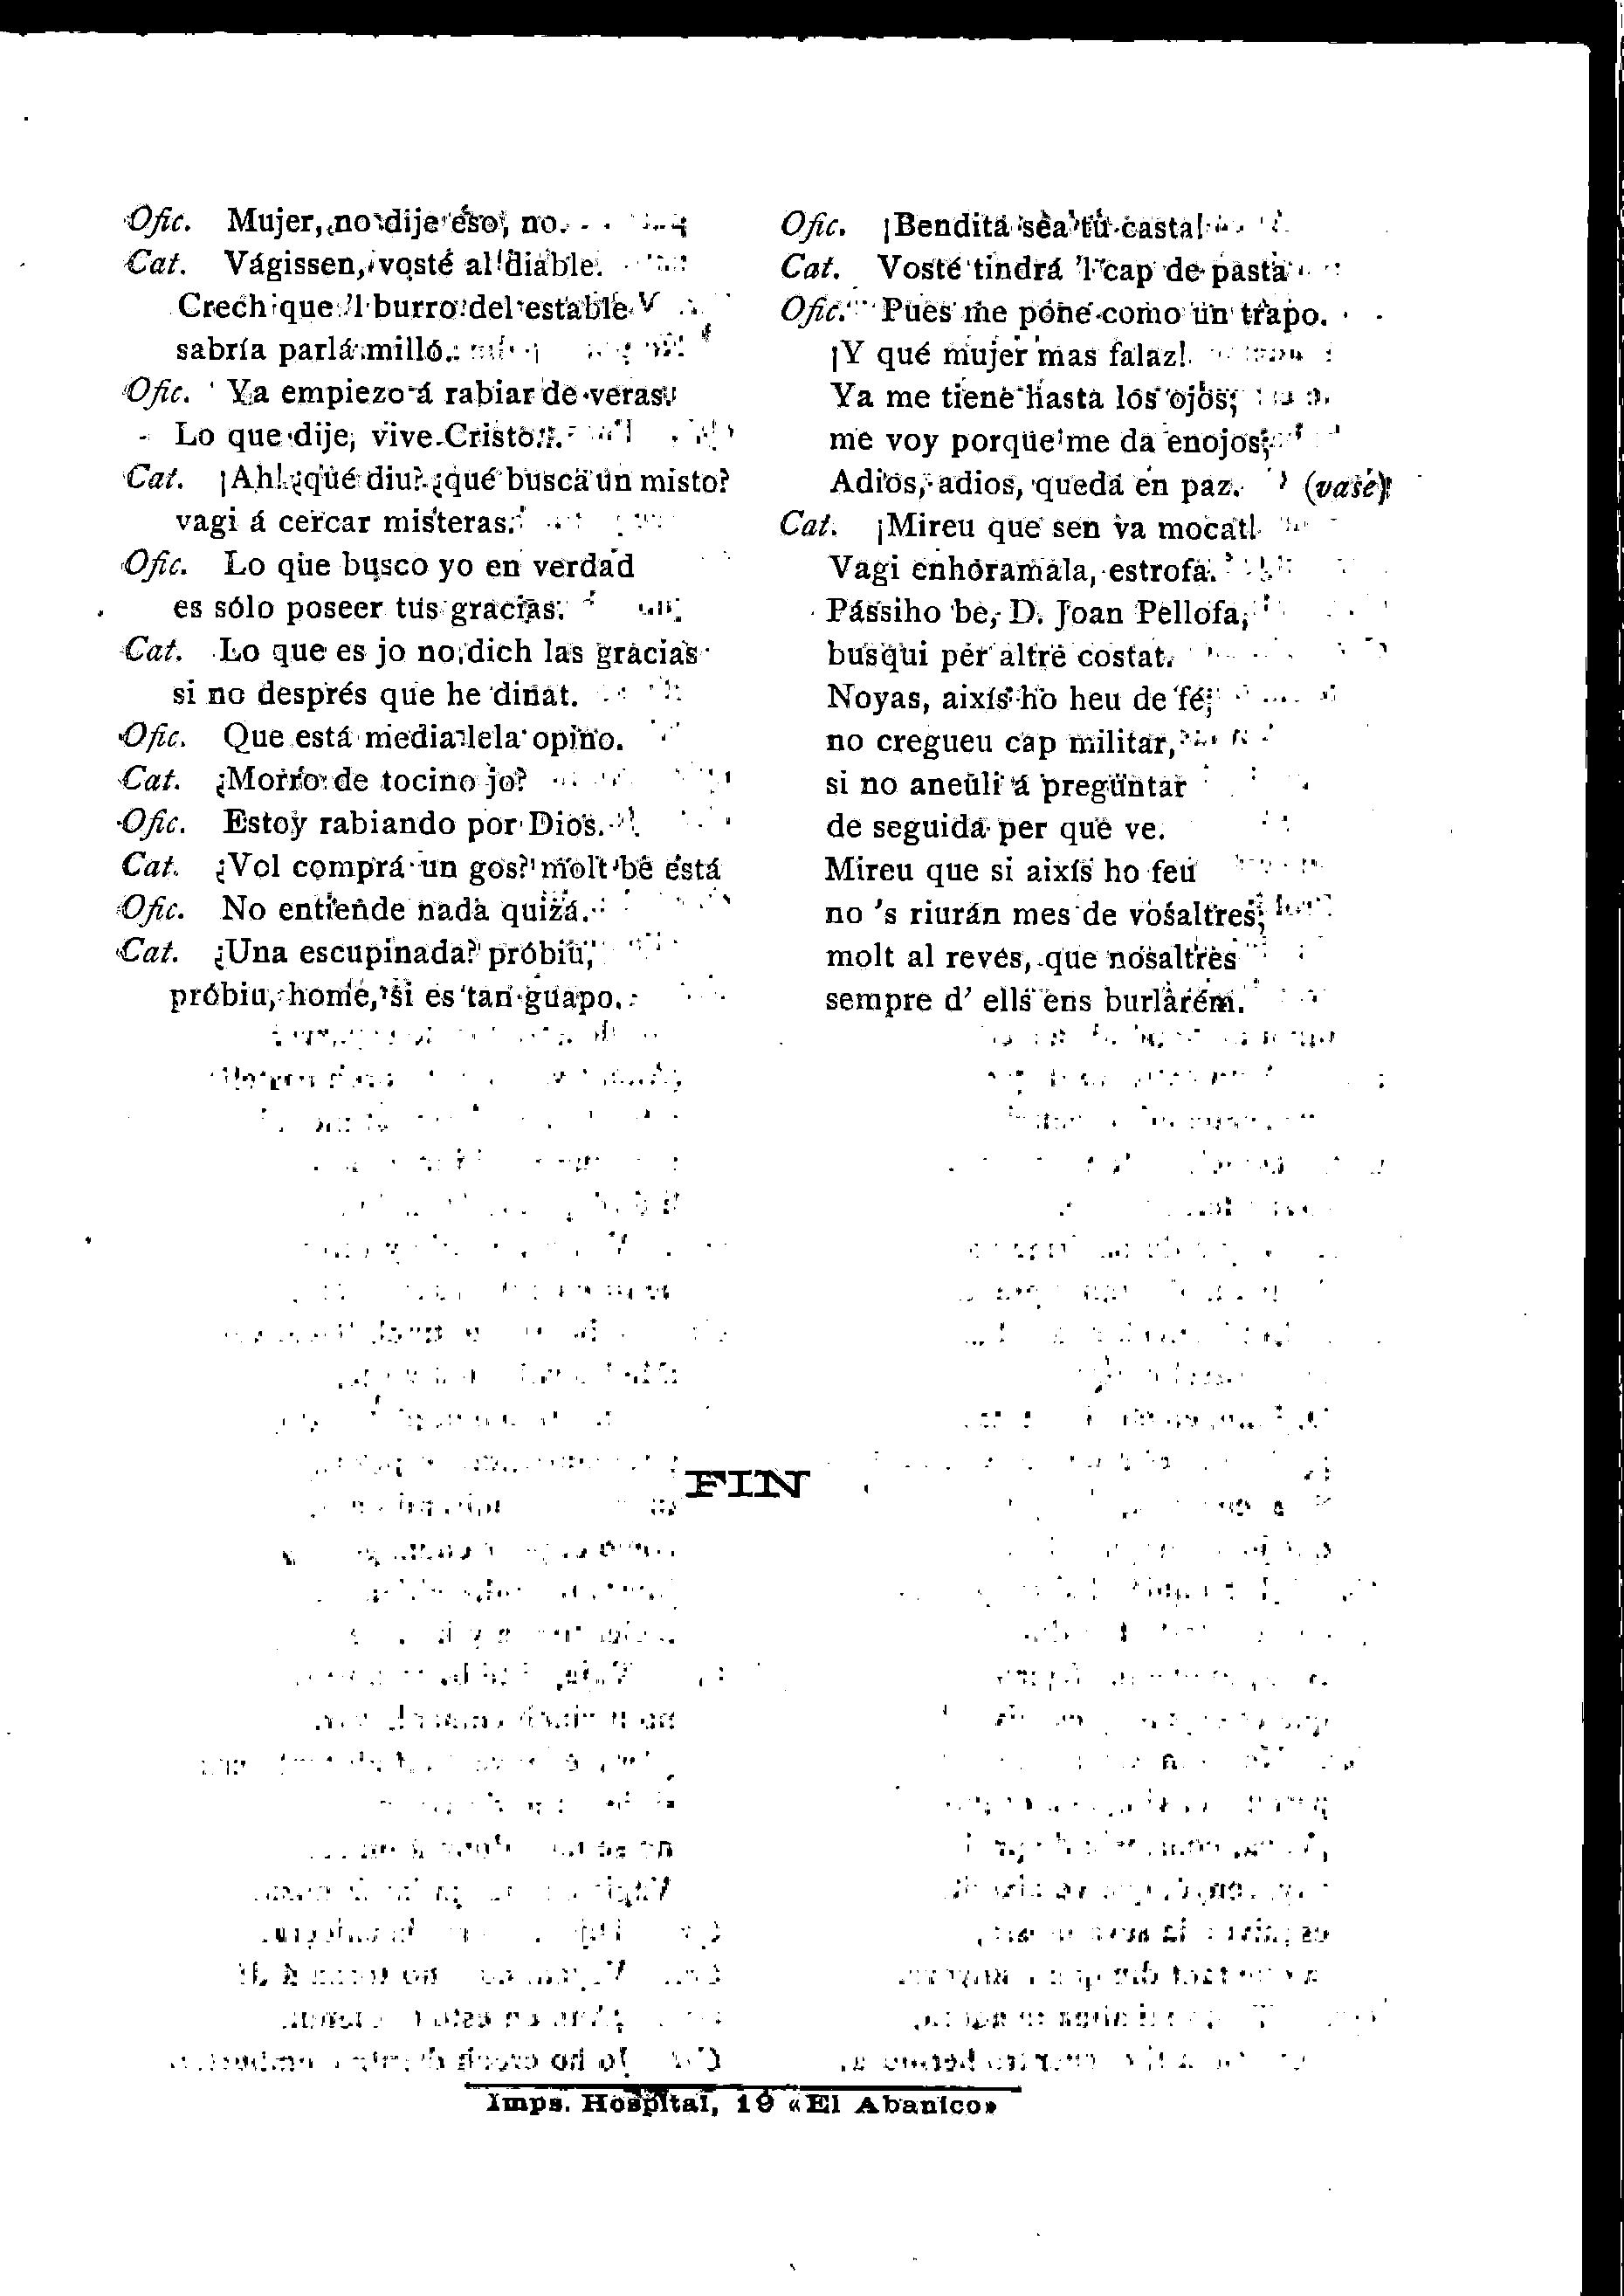 Ofic. Mujer, no dije eso, no.
Cat. Vágissen, vosté al diable.
Crech que 'l burro del estable
sabría parlá milló.
Ofic. Ya empiezo á rabiar de veras.
Lo que dije, vive Cristo...
Cat. ¡Ah! ¿qué diu? ¿qué busca un misto?
vagi á cercar misteras.
Ofic. Lo que busco yo en verdad
es sólo poseer tus gracias.
Cat. Lo que es jo no dich las gracias
si no després que he dinat.
Ofic. Que está media lela opino.
Cat. ¿Morro de tocino jo?
Ofic. Estoy rabiando por Dios.
Cat. ¿Vol comprá un gos? molt be está
Ofic. No entiende nada quizá.
Cat. ¿Una escupinada? próbiu,
próbiu, home, si es tan guapo.
Ofic. ¡Bendita sea tu casta!
Cat. Vosté tindrá 'l cap de pasta
Ofic. Pues me pone como un trapo.
¡Y qué mujer mas falaz!
Ya me tiene hasta los ojos;
me voy porque me da enojos;
Adios, adios, queda en paz. (vase)
Cat. ¡Mireu que sen va mocat!
Vagi enhoramala, estrofa.
Pássiho be, D. Joan Pellofa,
busqui per altre costat.
Noyas, aixís ho heu de fé;
no cregueu cap militar,
si no aneuli á preguntar
de seguida per que ve.
Mireu que si aixís ho feu
no 's riurán mes de vosaltres;
molt al revés, que nosaltres
sempre d' ells ens burlarém.
FIN
Imps. Hospital, 19 «El Abanico»